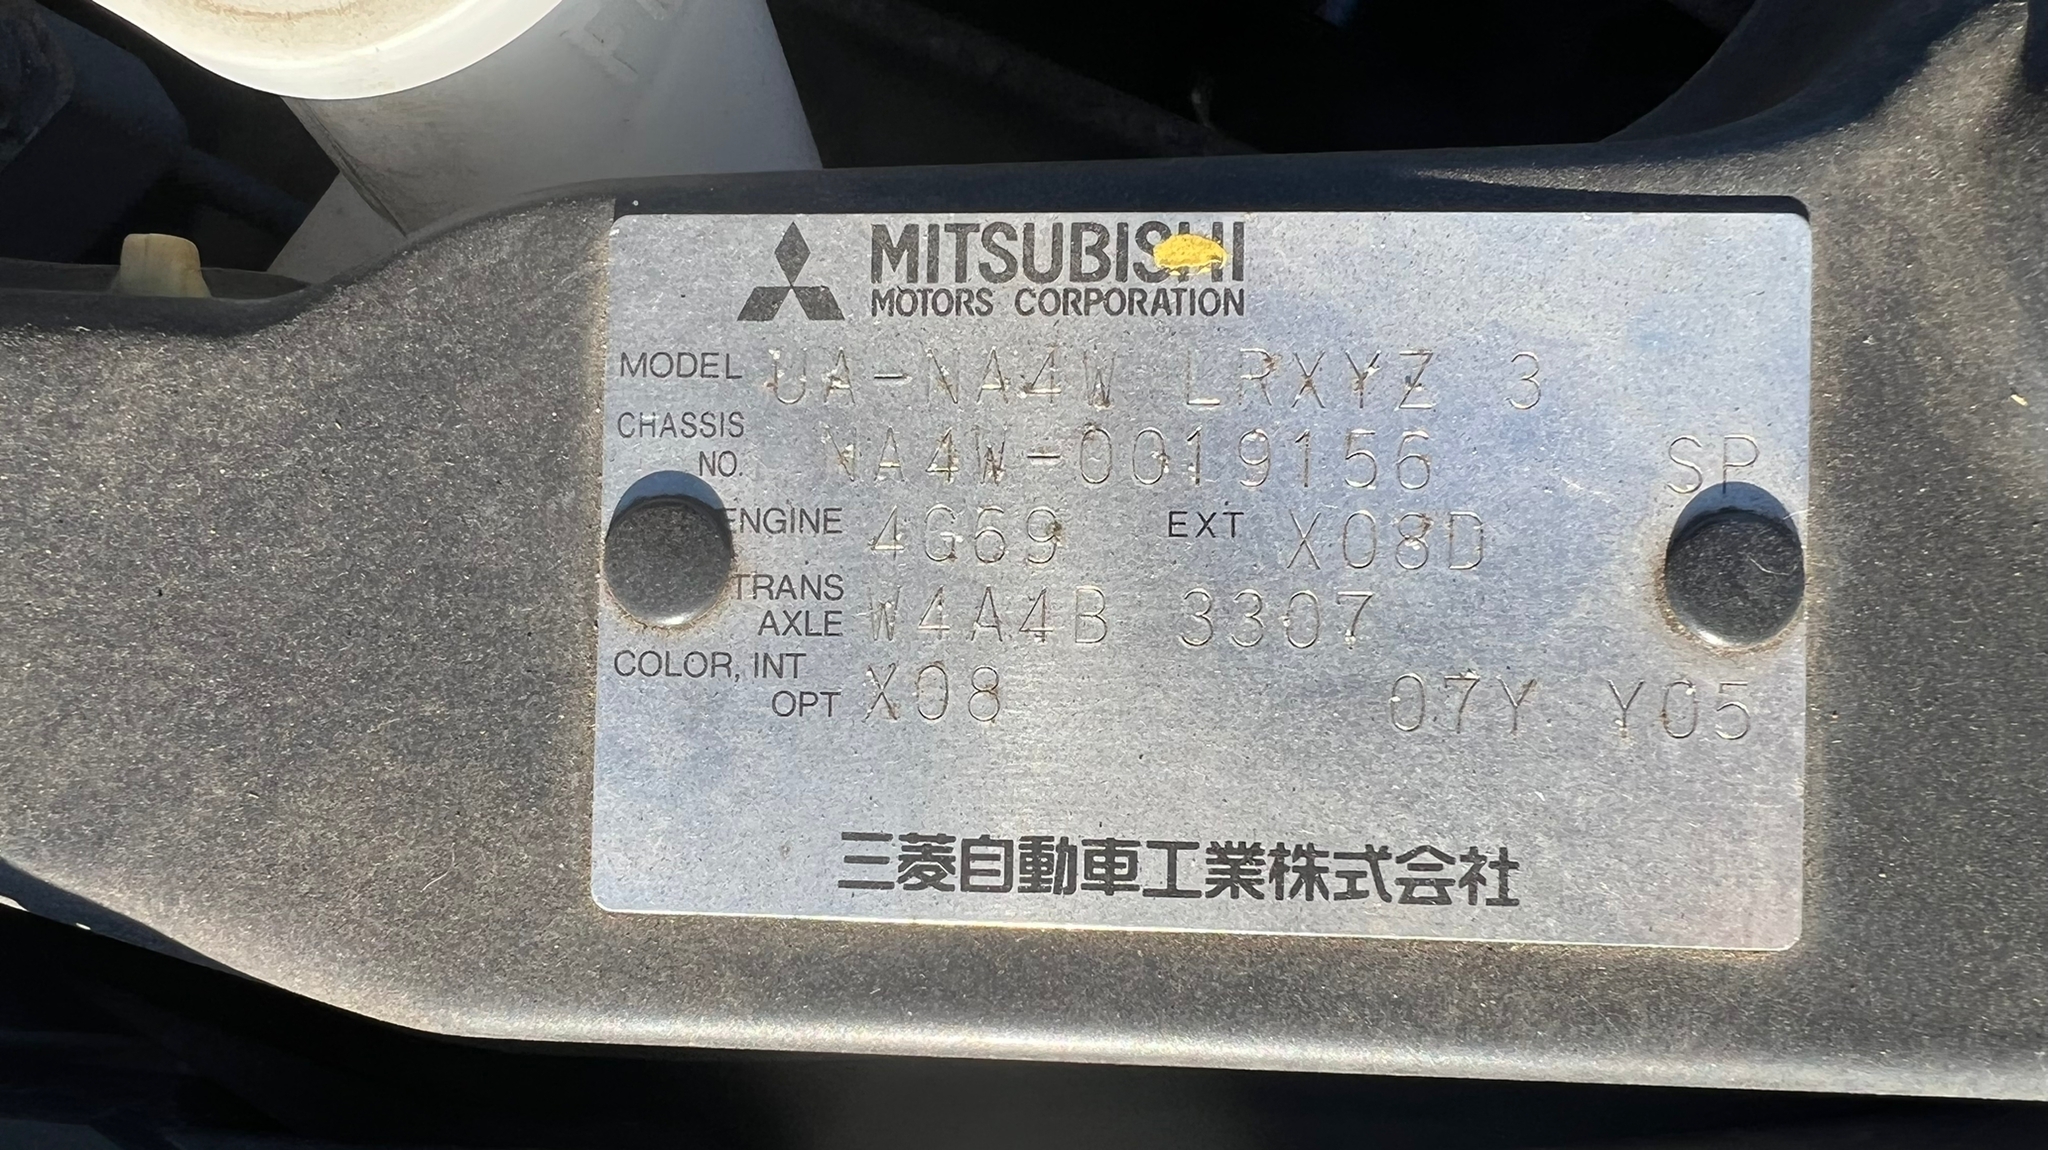 MITSUBISHI
MOTORS CORPORATION
MODEL UA-NA4W LRXYZ 3
CHASSIS NO. NA4W-0019156 SP
ENGINE 4G69 EXT X08D
TRANS AXLE W4A4B 3307
COLOR, INT OPT X08 07Y Y05
三菱自動車工業株式会社